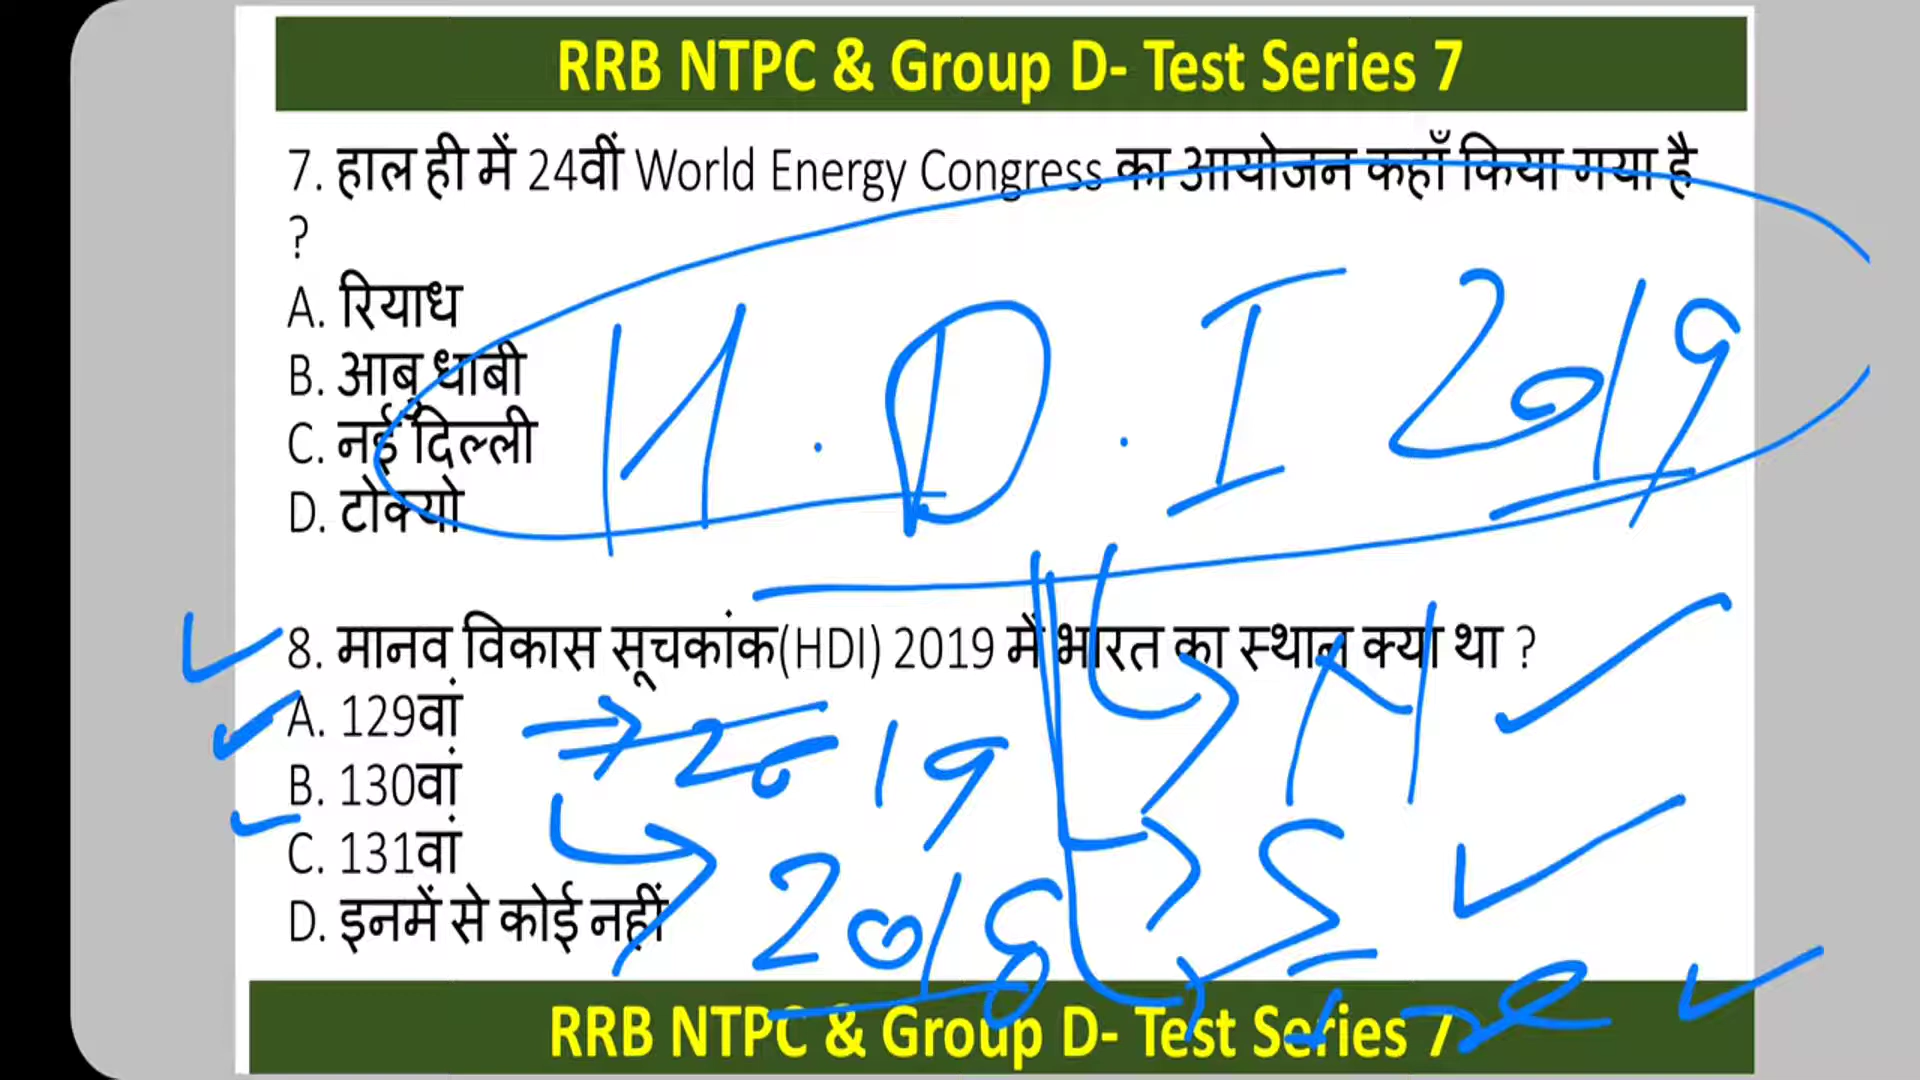 RRB NTPC & Group D- Test Series 7
7. हाल ही में 24वीं World Energy Congress का आयोजन कहाँ किया गया है
?
A. रियाध
B. आबू धाबी
C. नई दिल्ली
D. टोक्यो
H.D.I 2019
8. मानव विकास सूचकांक(HDI) 2019 में भारत का स्थान क्या था ?
A. 129वां
B. 130वां
C. 131वां
D. इनमें से कोई नहीं
2019
2018
N
S
RRB NTPC & Group D- Test Series 7